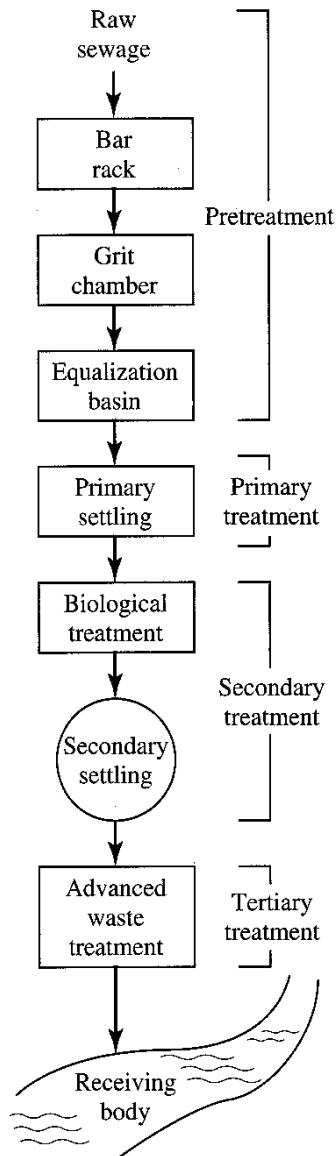 Raw
sewage
Bar
rack
Pretreatment
Grit
chamber
Equalization
basin
Primary
settling
Primary
treatment
Biological
treatment
Secondary
treatment
Secondary
settling
Advanced
waste
treatment
Tertiary
treatment
Receiving
body